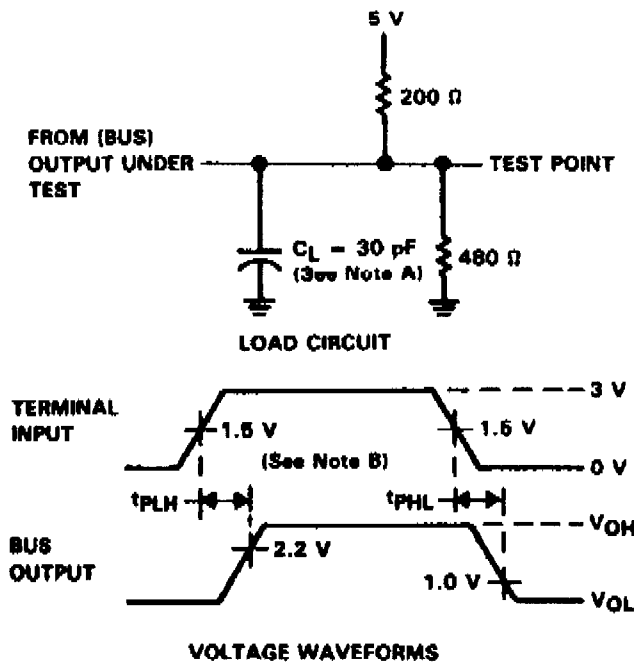 5 V
200 Ω
FROM (BUS)
OUTPUT UNDER
TEST
TEST POINT
CL = 30 pF
(See Note A)
480 Ω
LOAD CIRCUIT
TERMINAL
INPUT
1.5 V
(See Note B)
1.5 V
3 V
0 V
tPLH
tPHL
BUS
OUTPUT
2.2 V
1.0 V
VOH
VOL
VOLTAGE WAVEFORMS